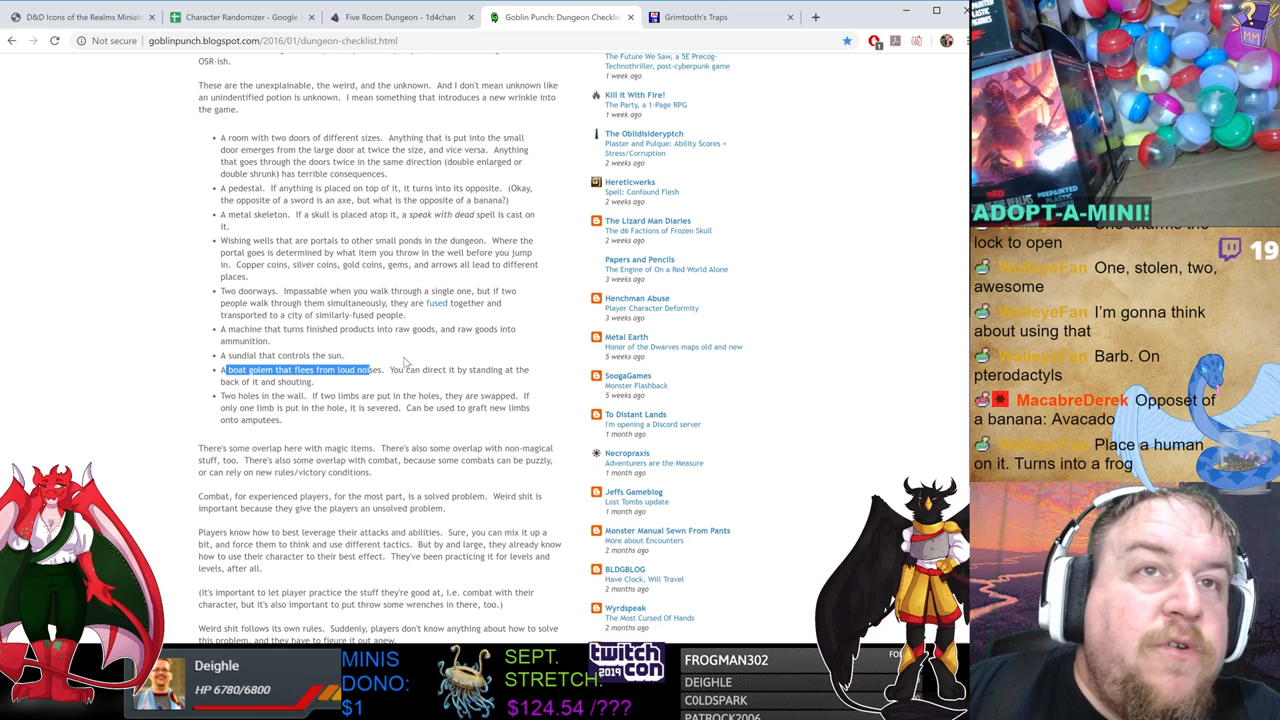 D&D Icons of the Realms Miniat
Character Randomizer - Google
Five Room Dungeon - 1d4chan
Goblin Punch: Dungeon Checklis
Grimtooth's Traps
Not secure
goblinpunch.blogspot.com/2016/01/dungeon-checklist.html
OSR-ish.
These are the unexplainable, the weird, and the unknown. And I don't mean unknown like
an unindentified potion is unknown. I mean something that introduces a new wrinkle into
the game.
A room with two doors of different sizes. Anything that is put into the small
door emerges from the large door at twice the size, and vice versa. Anything
that goes through the doors twice in the same direction (double enlarged or
double shrunk) has terrible consequences.
A pedestal. If anything is placed on top of it, it turns into its opposite. (Okay,
the opposite of sword is an axe, but what is the opposite of a banana?)
A metal skeleton. If a skull is placed atop it, a speak with dead spell is cast on
it.
Wishing wells that are portals to other small ponds in the dungeon. Where the
portal goes is determined by what item you throw in the well before you jump
in. Copper coins, silver coins, gold coins, gems, and arrows all lead to different
places.
Two doorways. Impassable when you walk through a single one, but if two
people walk through them simultaneously, they are fused together and
transported to a city of similarly-fused people.
A machine that turns finished products into raw goods, and raw goods into
ammunition.
A sundial that controls the sun.
A boat golem that flees from loud noises. You can direct it by standing at the
back of it and shouting.
Two holes in the wall. If two limbs are put in the holes, they are swapped. If
only one limb is put in the hole, it is severed. Can be used to graft new limbs
onto amputees.
There's some overlap here with magic items. There's also some overlap with non-magical
stuff, too. There's also some overlap with combat, because some combats can be puzzly,
or can rely on new rules/victory conditions.
Combat, for experienced players, for the most part, is a solved problem. Weird shit is
important because they give the players an unsolved problem.
Players know how to best leverage their attacks and abilities. Sure, you can mix it up a
bit, and force them to think and use different tactics. But by and large, they already know
how to use their character to their best effect. They've been practicing it for levels and
levels, after all.
(It's important to let player practice the stuff they're good at, i.e. combat with their
character, but it's also important to put throw some wrenches in there, too.)
Weird shit follows its own rules. Suddenly, players don't know anything about how to solve
this problem, and they have to figure it out anew.
The Future We Saw, a 5E Precog-
Technothriller, post-cyberpunk game
1 week ago
Kill It With Fire!
The Party, a 1-Page RPG
1 week ago
The Oblidisideryptch
Plaster and Pulque: Ability Scores +
Stress/Corruption
2 weeks ago
Hereticwerks
Spell: Confound Flesh
2 weeks ago
The Lizard Man Diaries
The d6 Factions of Frozen Skull
2 weeks ago
Papers and Pencils
The Engine of On a Red World Alone
3 weeks ago
Henchman Abuse
Player Character Deformity
3 weeks ago
Metal Earth
Honor of the Dwarves maps old and new
5 weeks ago
SoogaGames
Monster Flashback
5 weeks ago
To Distant Lands
I'm opening a Discord server
1 month ago
Necropraxis
Adventurers are the Measure
1 month ago
Jeffs Gameblog
Lost Tombs update
1 month ago
Monster Manual Sewn From Pants
More about Encounters
2 months ago
BLDGBLOG
Have Clock, Will Travel
2 months ago
Wyrdspeak
The Most Cursed Of Hands
2 months ago
MM
ADOPT-A-MINI!
lock to open
19
WalleyeFan One, stolen, two,
awesome
WalleyeFan I'm gonna think
about using that
WalleyeFan Barb. On
pterodactyls
MacabreDerek Opposet of
a banana: Avacado
WalleyeFan Place a human
on it. Turns into a frog
Deighle
HP 6780/6800
MINIS
DONO:
$1
SEPT.
STRETCH:
$124.54 /???
twitch
con
2019
FROGMAN302
FO
DEIGHLE
C0LDSPARK
PATROCK2006